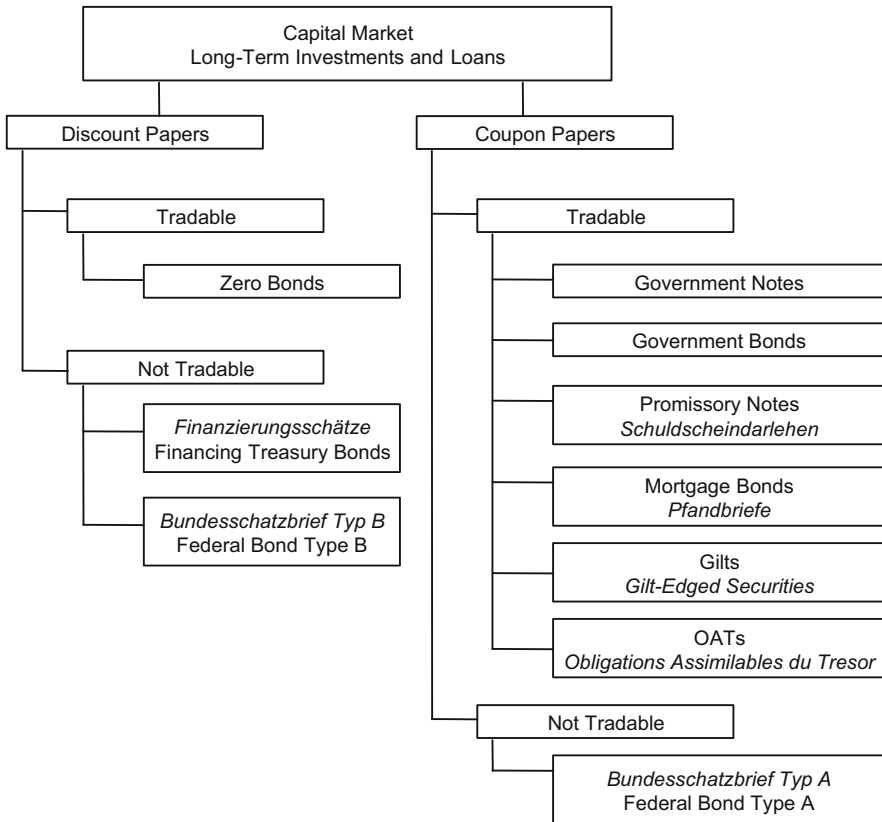 Capital Market
Long-Term Investments and Loans
Discount Papers
Tradable
Zero Bonds
Not Tradable
Finanzierungsschätze
Financing Treasury Bonds
Bundesschatzbrief Typ B
Federal Bond Type B
Coupon Papers
Tradable
Government Notes
Government Bonds
Promissory Notes
Schuldscheindarlehen
Mortgage Bonds
Pfandbriefe
Gilts
Gilt-Edged Securities
OATs
Obligations Assimilables du Tresor
Not Tradable
Bundesschatzbrief Typ A
Federal Bond Type A